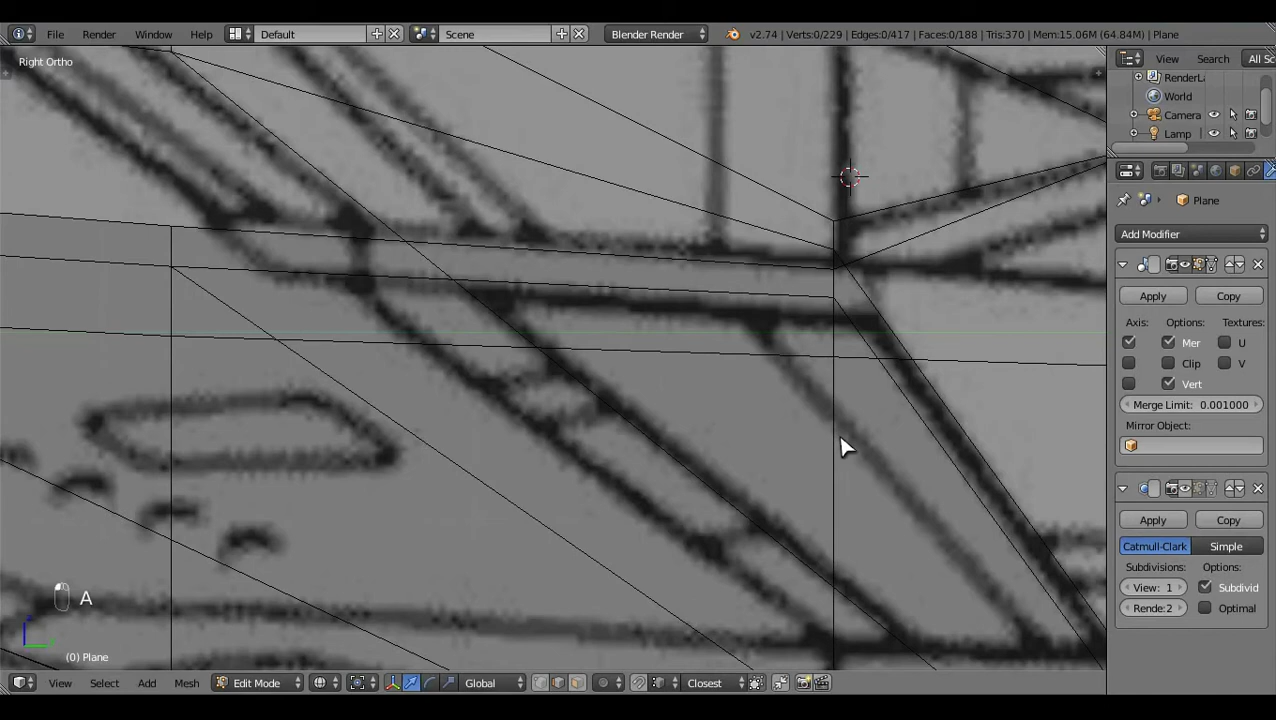 File Render Window Help Default Scene Blender Render v2.74 | Verts:0/229 | Edges:0/417 | Faces:0/188 | Tris:370 | Mem:15.06M (64.84M) | Plane
Right Ortho
View Search All Sc
RenderLa
World
Camera
Lamp
Plane
Add Modifier
Apply Copy
Axis: Options: Textures:
Mer U
Clip V
Vert
Merge Limit: 0.001000
Mirror Object:
Apply Copy
Catmull-Clark Simple
Subdivisions: Options:
View: 1 Subdivid
Rende:2 Optimal
A
(0) Plane
View Select Add Mesh Edit Mode Global Closest